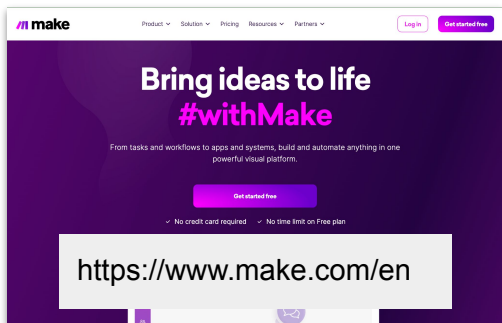 make
Product Solution Pricing Resources Partners Log in Get started free
Bring ideas to life
#withMake
From tasks and workflows to apps and systems, build and automate anything in one
powerful visual platform.
Get started free
No credit card required No time limit on Free plan
https://www.make.com/en